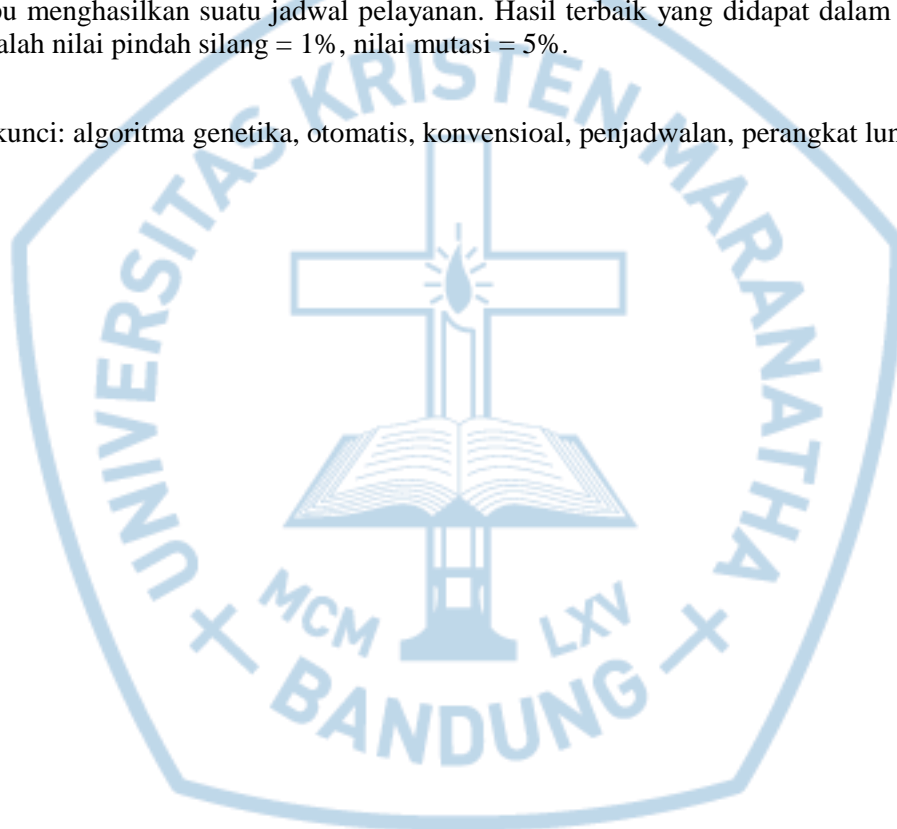 menghasilkan suatu jadwal pelayanan. Hasil terbaik yang didapat dalam
nilai pindah silang = 1%, nilai mutasi = 5%.
kunci: algoritma genetika, otomatis, konvensioal, penjadwalan, perangkat
UNIVERSITAS KRISTEN MARANATHA
MCM LXV
+ BANDUNG +